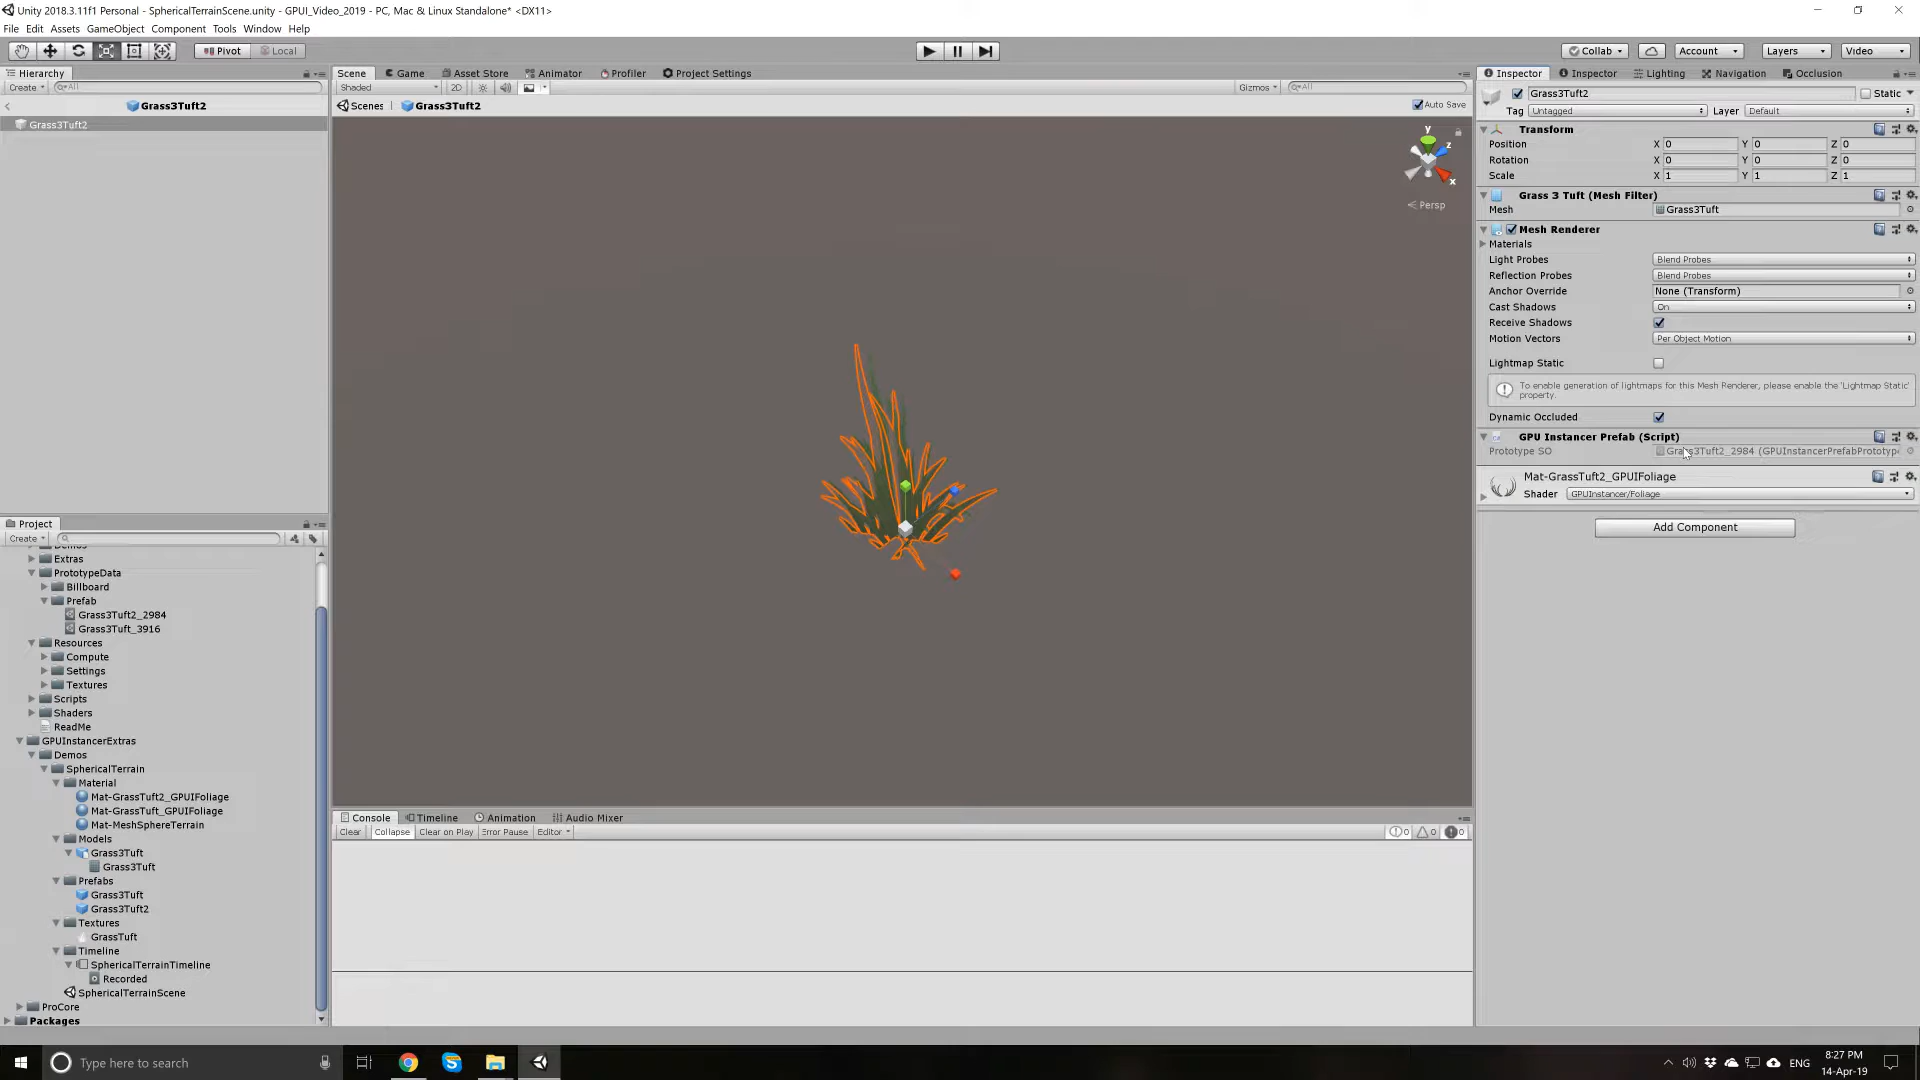 Unity 2018.3.11f1 Personal - SphericalTerrainScene.unity - GPUI_Video_2019 - PC, Mac & Linux Standalone* <DX11>
File Edit Assets GameObject Component Tools Window Help
Pivot Local Collab Account Layers Video
Hierarchy
Create All
Grass3Tuft2
Grass3Tuft2
Scene Game Asset Store Animator Profiler Project Settings
Shaded 2D Gizmos All
Scenes Grass3Tuft2 Auto Save
y
z
x
Persp
Inspector Inspector Lighting Navigation Occlusion
Grass3Tuft2 Static
Tag Untagged Layer Default
Transform
Position X 0 Y 0 Z 0
Rotation X 0 Y 0 Z 0
Scale X 1 Y 1 Z 1
Grass 3 Tuft (Mesh Filter)
Mesh Grass3Tuft
Mesh Renderer
Materials
Light Probes Blend Probes
Reflection Probes Blend Probes
Anchor Override None (Transform)
Cast Shadows On
Receive Shadows
Motion Vectors Per Object Motion
Lightmap Static
To enable generation of lightmaps for this Mesh Renderer, please enable the 'Lightmap Static'
property.
Dynamic Occluded
GPU Instancer Prefab (Script)
Prototype SO Grass3Tuft2_2984 (GPUInstancerPrefabPrototyp
Mat-GrassTuft2_GPUIFoliage
Shader GPUInstancer/Foliage
Add Component
Project
Create
Demos
Extras
PrototypeData
Billboard
Prefab
Grass3Tuft2_2984
Grass3Tuft_3916
Resources
Compute
Settings
Textures
Scripts
Shaders
ReadMe
GPUInstancerExtras
Demos
SphericalTerrain
Material
Mat-GrassTuft2_GPUIFoliage
Mat-GrassTuft_GPUIFoliage
Mat-MeshSphereTerrain
Models
Grass3Tuft
Grass3Tuft
Prefabs
Grass3Tuft
Grass3Tuft2
Textures
GrassTuft
Timeline
SphericalTerrainTimeline
Recorded
SphericalTerrainScene
ProCore
Packages
Console Timeline Animation Audio Mixer
Clear Collapse Clear on Play Error Pause Editor 0 0 0
Type here to search
ENG
8:27 PM
14-Apr-19